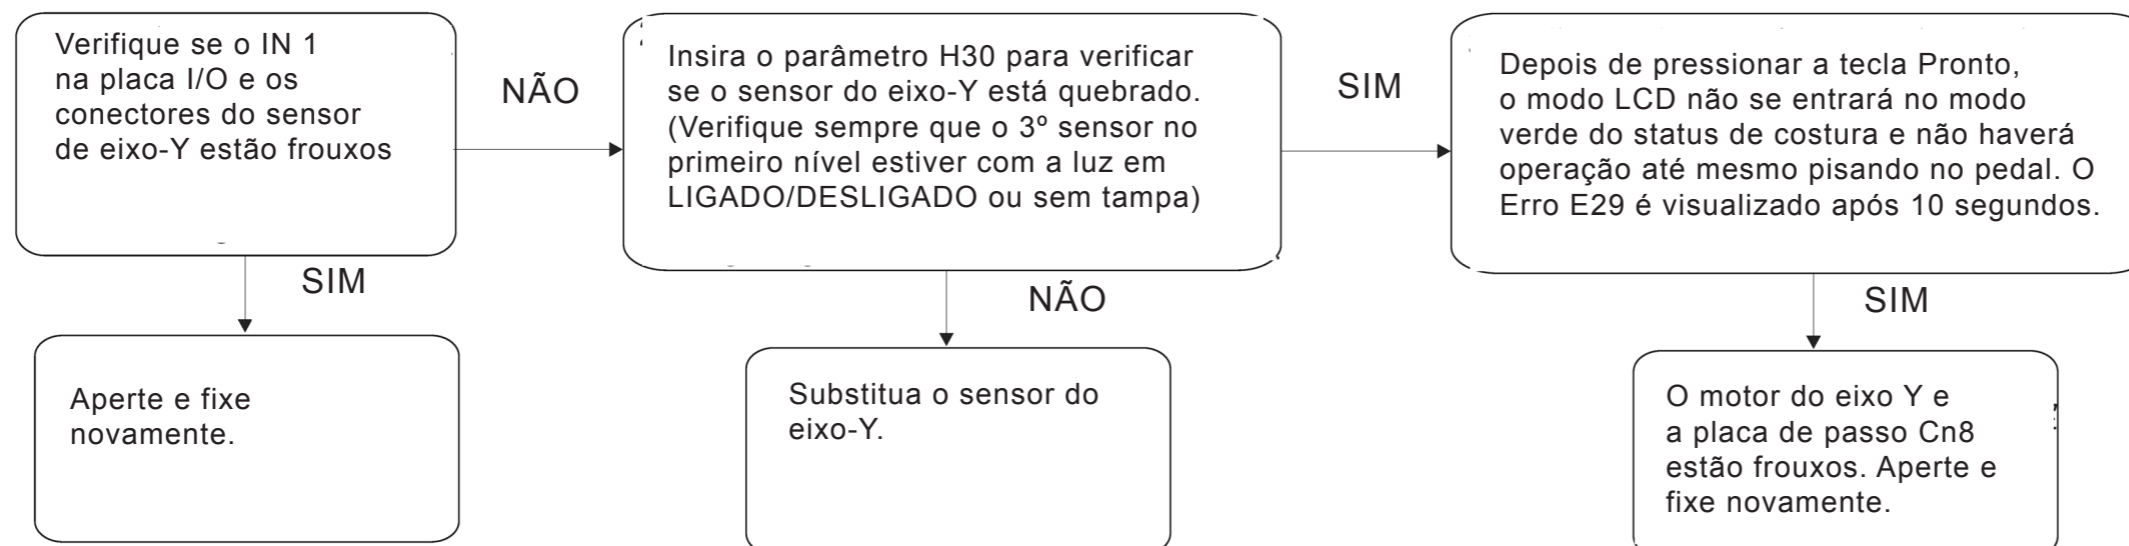 Verifique se o IN 1
na placa I/O e os
conectores do sensor
de eixo-Y estão frouxos
NÃO
Insira o parâmetro H30 para verificar
se o sensor do eixo-Y está quebrado.
(Verifique sempre que o 3º sensor no
primeiro nível estiver com a luz em
LIGADO/DESLIGADO ou sem tampa)
SIM
Depois de pressionar a tecla Pronto,
o modo LCD não se entrará no modo
verde do status de costura e não haverá
operação até mesmo pisando no pedal. O
Erro E29 é visualizado após 10 segundos.
SIM
NÃO
SIM
Aperte e fixe
novamente.
Substitua o sensor do
eixo-Y.
O motor do eixo Y e
a placa de passo Cn8
estão frouxos. Aperte e
fixe novamente.